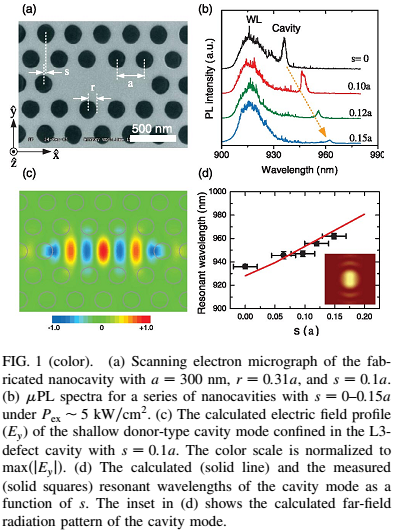 (a)
s
r
a
500 nm
ŷ
ẑ
x̂
(b)
WL
Cavity
s= 0
0.10a
0.12a
0.15a
PL intensity (a.u.)
900
930
960
990
Wavelength (nm)
(c)
-1.0
0.0
+1.0
(d)
Resonant wavelength (nm)
1000
980
960
940
920
0.00
0.05
0.10
0.15
0.20
s (a)
FIG. 1 (color). (a) Scanning electron micrograph of the fab-
ricated nanocavity with a = 300 nm, r = 0.31a, and s = 0.1a.
(b) μPL spectra for a series of nanocavities with s = 0–0.15a
under Pex ∼ 5 kW/cm². (c) The calculated electric field profile
(Ey) of the shallow donor-type cavity mode confined in the L3-
defect cavity with s = 0.1a. The color scale is normalized to
max(|Ey|). (d) The calculated (solid line) and the measured
(solid squares) resonant wavelengths of the cavity mode as a
function of s. The inset in (d) shows the calculated far-field
radiation pattern of the cavity mode.